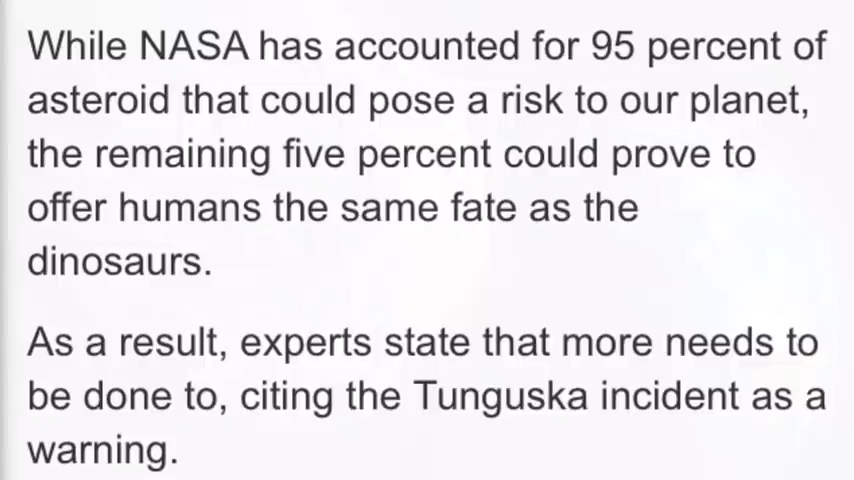 While NASA has accounted for 95 percent of
asteroid that could pose a risk to our planet,
the remaining five percent could prove to
offer humans the same fate as the
dinosaurs.
As a result, experts state that more needs to
be done to, citing the Tunguska incident as a
warning.